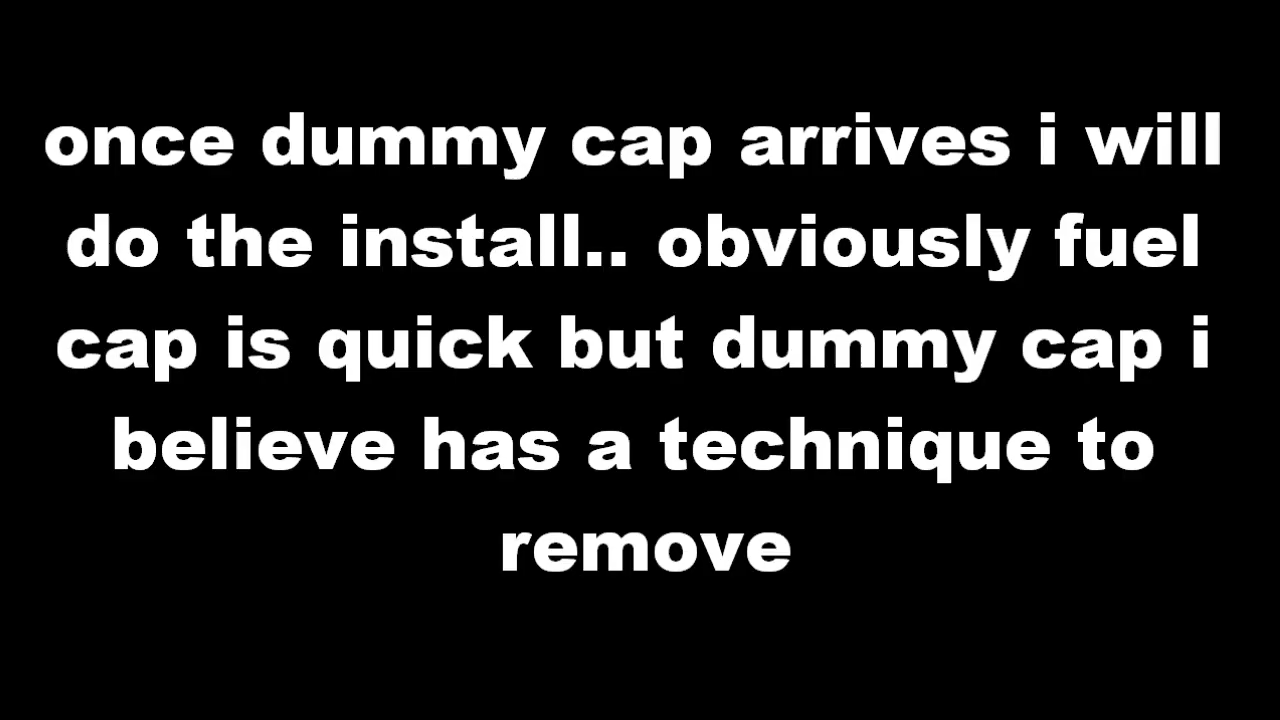 once dummy cap arrives i will
do the install.. obviously fuel
cap is quick but dummy cap i
believe has a technique to
remove